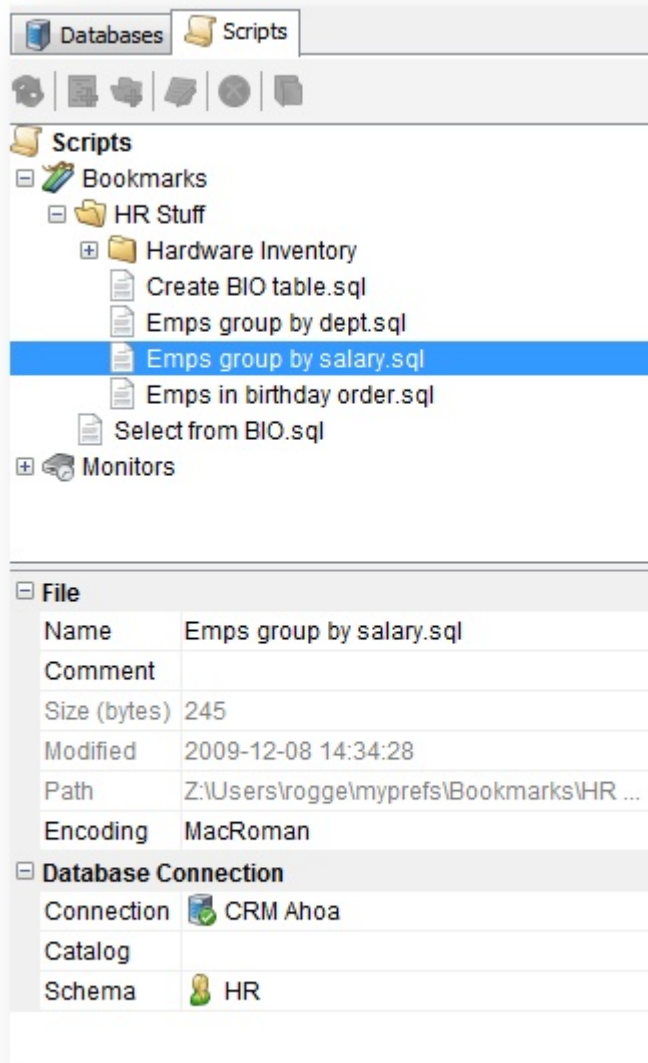 Databases Scripts
Scripts
Bookmarks
HR Stuff
Hardware Inventory
Create BIO table.sql
Emps group by dept.sql
Emps group by salary.sql
Emps in birthday order.sql
Select from BIO.sql
Monitors
File
Name Emps group by salary.sql
Comment
Size (bytes) 245
Modified 2009-12-08 14:34:28
Path Z:\Users\rogge\myprefs\Bookmarks\HR ...
Encoding MacRoman
Database Connection
Connection CRM Ahoa
Catalog
Schema HR